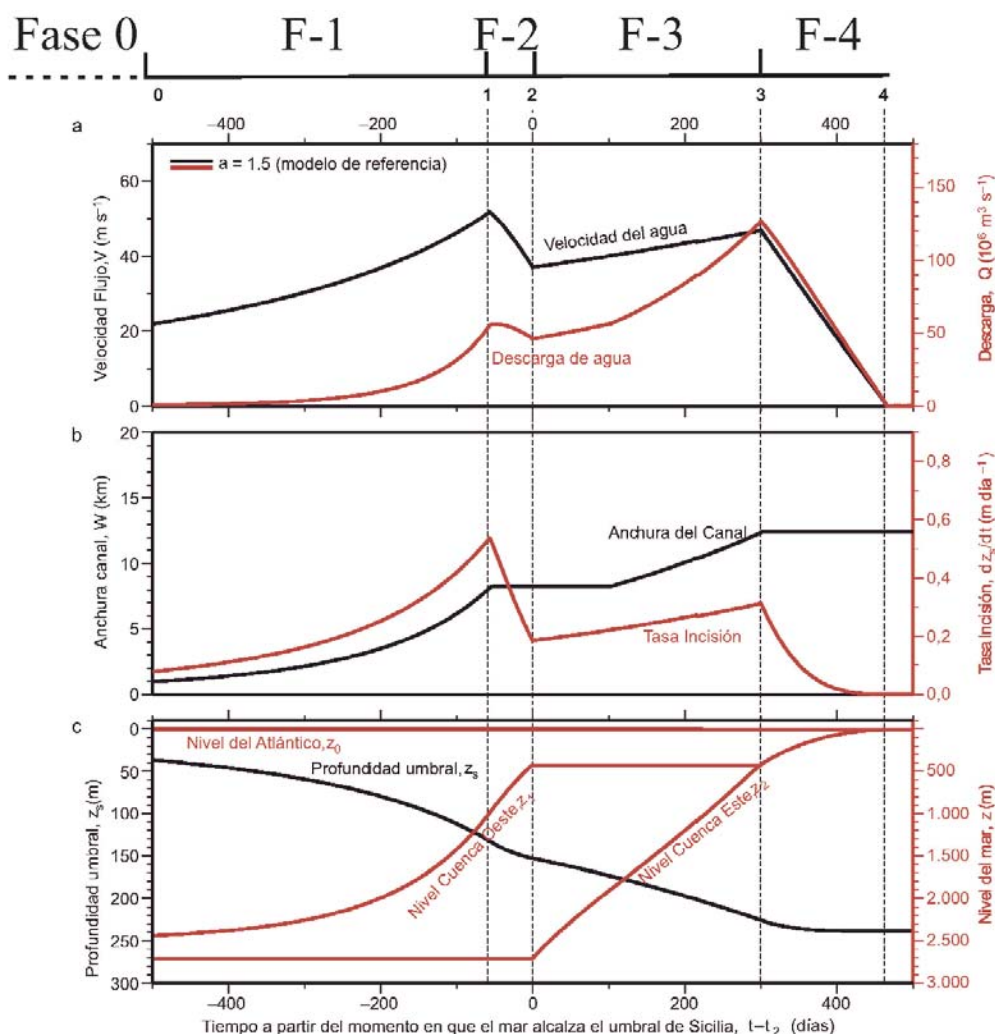 Fase 0 F-1 F-2 F-3 F-4
0 1 2 3 4
a
−400 −200 0 200 400
a = 1.5 (modelo de referencia)
60
40
20
0
Velocidad Flujo,V (m s⁻¹)
Velocidad del agua
Descarga de agua
150
100
50
0
Descarga, Q (10⁶ m³ s⁻¹)
b
20
15
10
5
0
Anchura canal, W (km)
Anchura del Canal
Tasa Incisión
0,8
0,6
0,4
0,2
0,0
Tasa Incisión, dzₛ/dt (m día⁻¹)
c
0
50
100
150
200
250
300
Profundidad umbral, zₛ(m)
Nivel del Atlántico,z₀
Profundidad umbral, zₛ
Nivel Cuenca Oeste,z₁
Nivel Cuenca Este,z₂
500
1.000
1.500
2.000
2.500
3.000
Nivel del mar, z (m)
−400 −200 0 200 400
Tiempo a partir del momento en que el mar alcalza el umbral de Sicilia, t−t₂ (días)